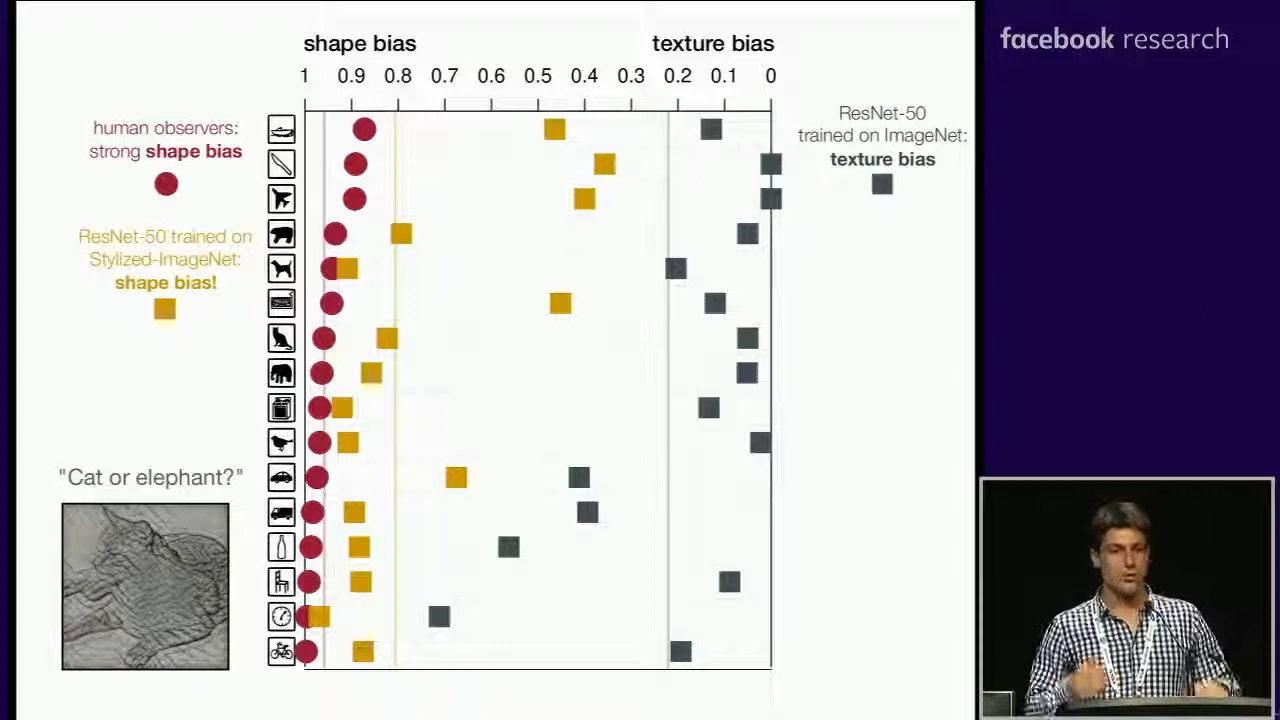 shape bias
texture bias
1 0.9 0.8 0.7 0.6 0.5 0.4 0.3 0.2 0.1 0
human observers:
strong shape bias
ResNet-50 trained on
Stylized-ImageNet:
shape bias!
"Cat or elephant?"
ResNet-50
trained on ImageNet:
texture bias
facebook research